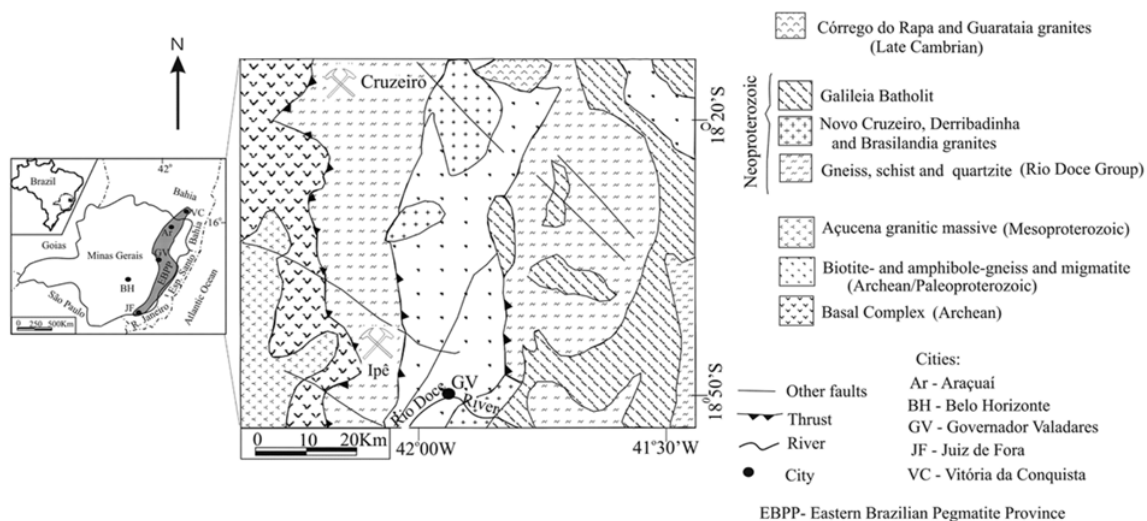 N
Brazil
42°
Bahia
VC
16°
Ar
Goias
Minas Gerais
GV
BH
EBPP
Esp. Santo
Bahia
São Paulo
JF
R. Janeiro
Atlantic Ocean
0 250 500Km
Cruzeiro
Ipê
GV
Rio Doce River
18°20'S
18°50'S
0 10 20Km
42°00'W
41°30'W
Córrego do Rapa and Guarataia granites
(Late Cambrian)
Neoproterozoic
Galileia Batholit
Novo Cruzeiro, Derribadinha
and Brasilandia granites
Gneiss, schist and quartzite (Rio Doce Group)
Açucena granitic massive (Mesoproterozoic)
Biotite- and amphibole-gneiss and migmatite
(Archean/Paleoproterozoic)
Basal Complex (Archean)
Other faults
Thrust
River
City
Cities:
Ar - Araçuaí
BH - Belo Horizonte
GV - Governador Valadares
JF - Juiz de Fora
VC - Vitória da Conquista
EBPP- Eastern Brazilian Pegmatite Province